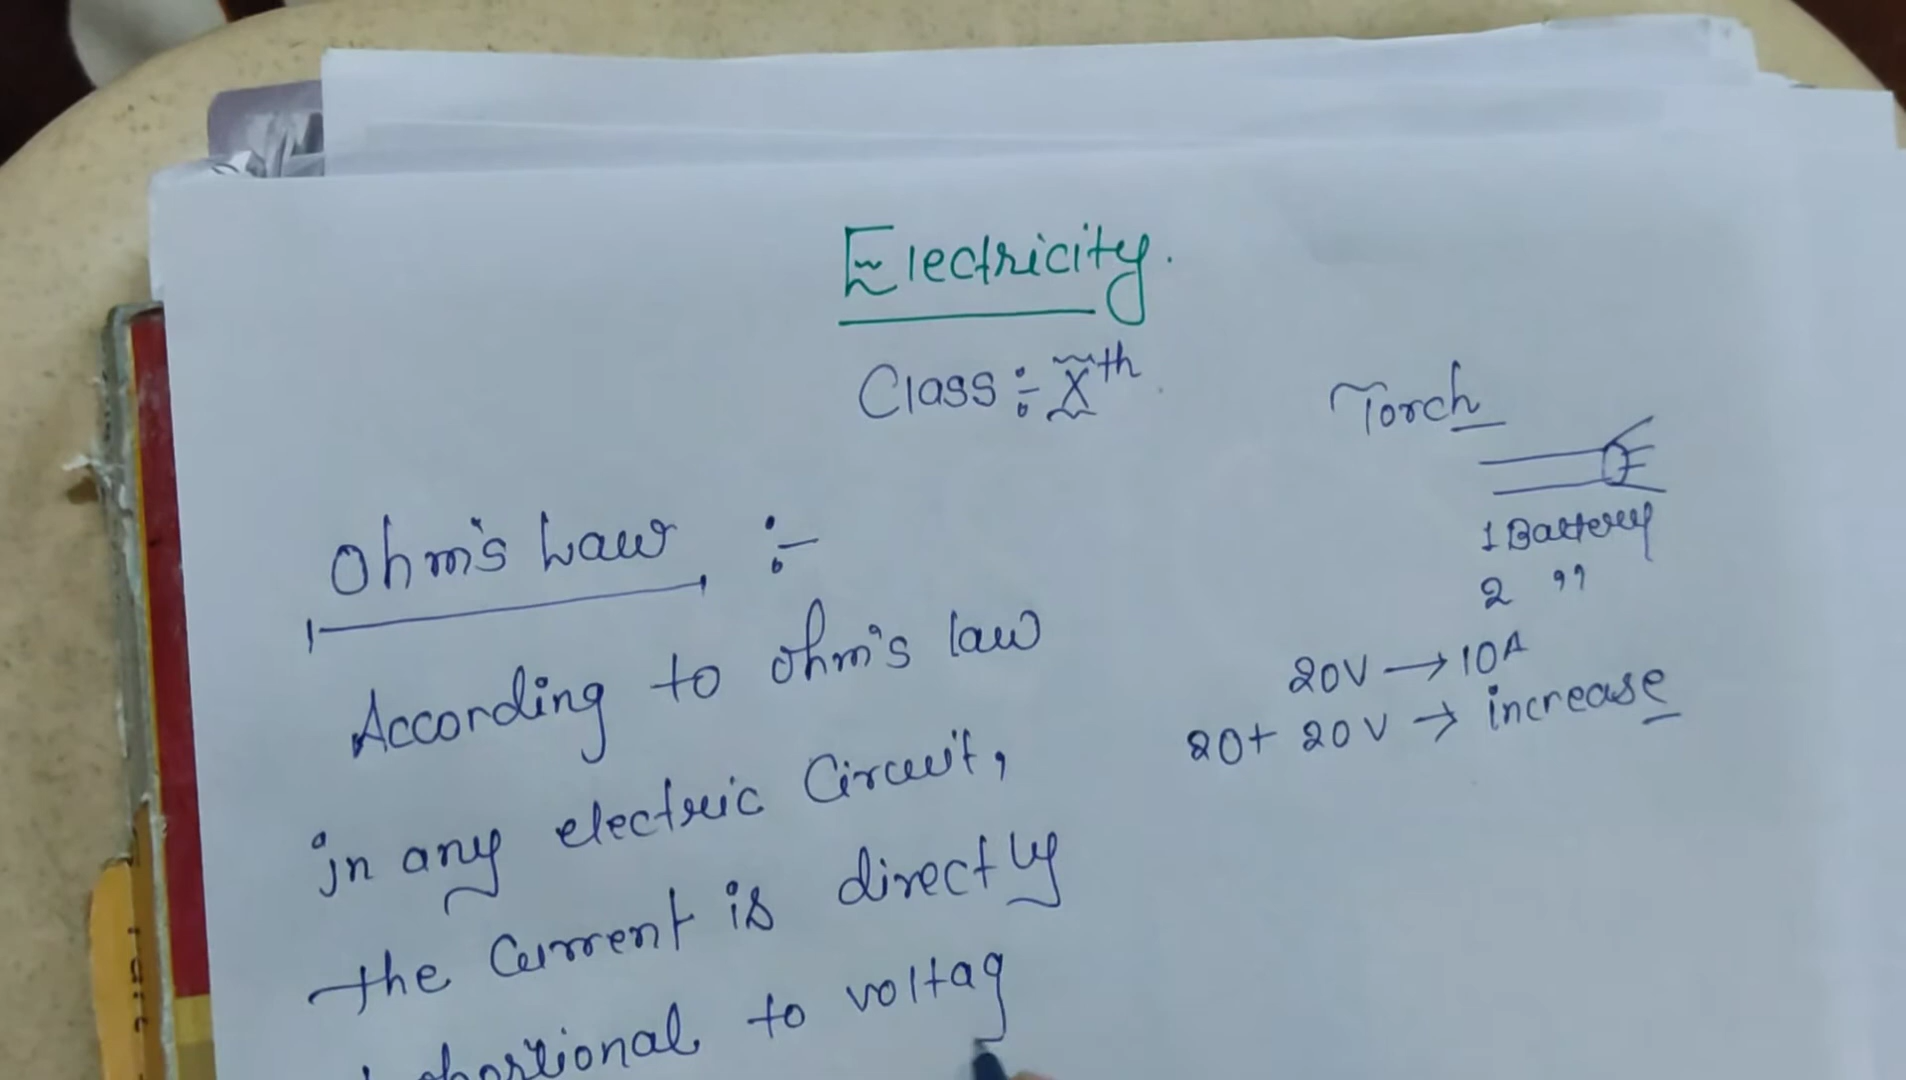 Electricity.
Class :- Xth
Torch
1 Battery
2 ,,
20V → 10A
20+ 20V → increase
Ohm's Law :-
According to ohm's law
in any electric Circuit,
the Current is directly
to voltag